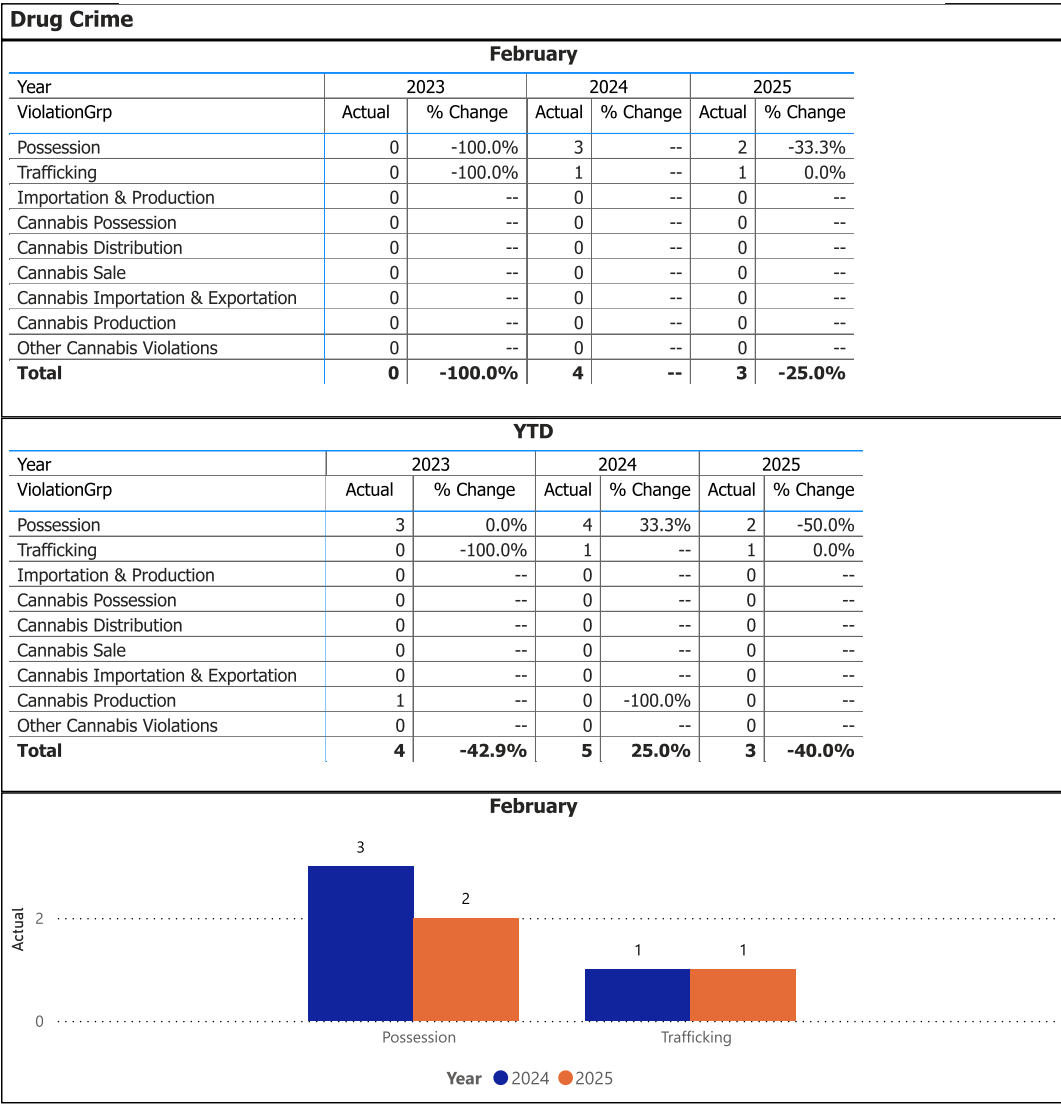 Drug Crime
February
Year 2023 2024 2025
ViolationGrp Actual % Change Actual % Change Actual % Change
Possession 0 -100.0% 3 -- 2 -33.3%
Trafficking 0 -100.0% 1 -- 1 0.0%
Importation & Production 0 -- 0 -- 0 --
Cannabis Possession 0 -- 0 -- 0 --
Cannabis Distribution 0 -- 0 -- 0 --
Cannabis Sale 0 -- 0 -- 0 --
Cannabis Importation & Exportation 0 -- 0 -- 0 --
Cannabis Production 0 -- 0 -- 0 --
Other Cannabis Violations 0 -- 0 -- 0 --
Total 0 -100.0% 4 -- 3 -25.0%
YTD
Year 2023 2024 2025
ViolationGrp Actual % Change Actual % Change Actual % Change
Possession 3 0.0% 4 33.3% 2 -50.0%
Trafficking 0 -100.0% 1 -- 1 0.0%
Importation & Production 0 -- 0 -- 0 --
Cannabis Possession 0 -- 0 -- 0 --
Cannabis Distribution 0 -- 0 -- 0 --
Cannabis Sale 0 -- 0 -- 0 --
Cannabis Importation & Exportation 0 -- 0 -- 0 --
Cannabis Production 1 -- 0 -100.0% 0 --
Other Cannabis Violations 0 -- 0 -- 0 --
Total 4 -42.9% 5 25.0% 3 -40.0%
February
3
2
1 1
Actual
2
0
Possession Trafficking
Year 2024 2025